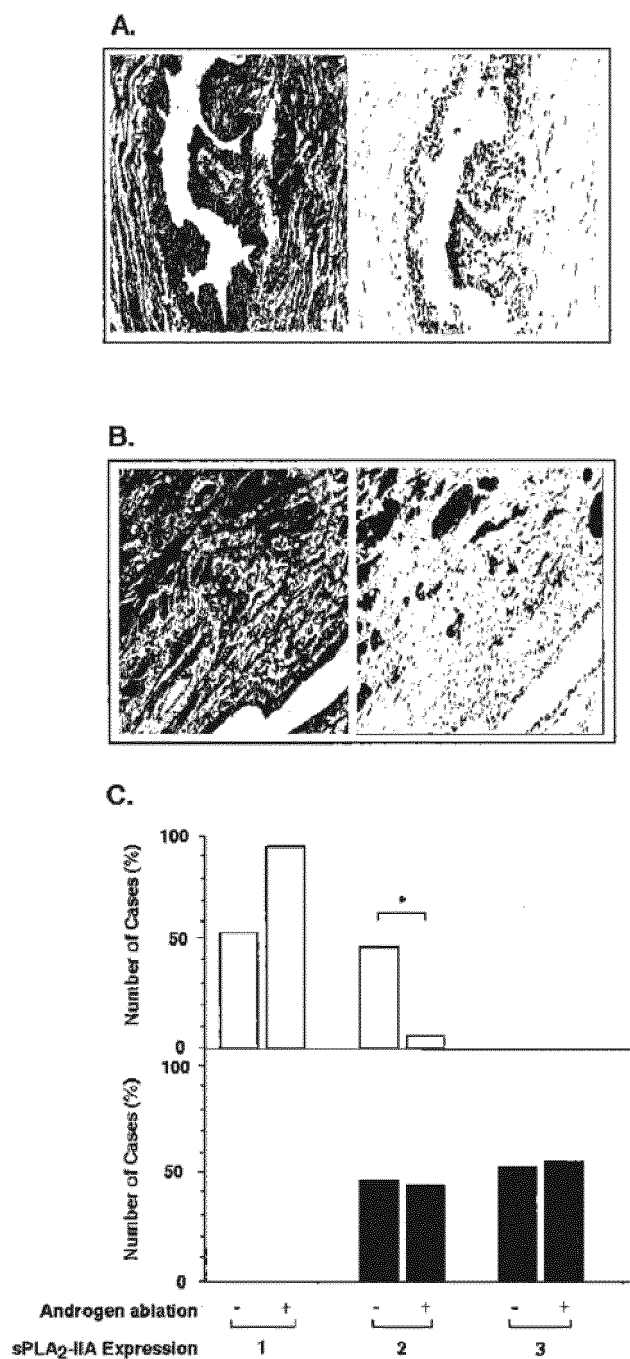 A.
B.
C.
Number of Cases (%)
100
50
0
*
Number of Cases (%)
100
50
0
Androgen ablation - + - + - +
sPLA2-IIA Expression 1 2 3